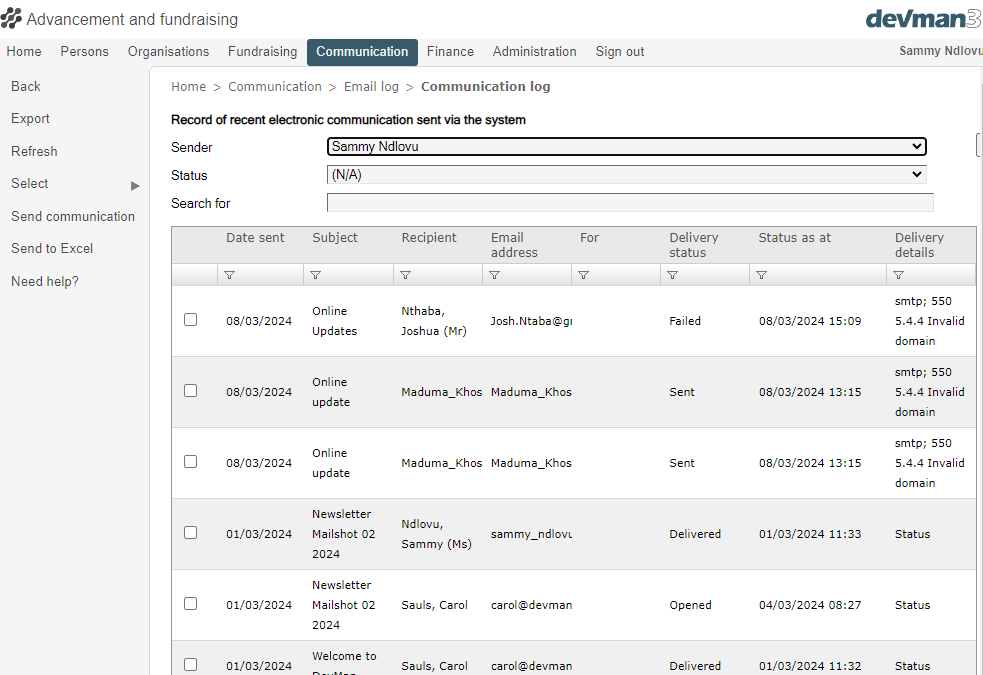 Advancement and fundraising
devman3
Home Persons Organisations Fundraising Communication Finance Administration Sign out Sammy Ndlovu
Back
Export
Refresh
Select
Send communication
Send to Excel
Need help?
Home > Communication > Email log > Communication log
Record of recent electronic communication sent via the system
Sender Sammy Ndlovu
Status (N/A)
Search for
Date sent Subject Recipient Email address For Delivery status Status as at Delivery details
08/03/2024 Online Updates Nthaba, Joshua (Mr) Josh.Ntaba@gr Failed 08/03/2024 15:09 smtp; 550 5.4.4 Invalid domain
08/03/2024 Online update Maduma_Khos Maduma_Khos Sent 08/03/2024 13:15 smtp; 550 5.4.4 Invalid domain
08/03/2024 Online update Maduma_Khos Maduma_Khos Sent 08/03/2024 13:15 smtp; 550 5.4.4 Invalid domain
01/03/2024 Newsletter Mailshot 02 2024 Ndlovu, Sammy (Ms) sammy_ndlovu Delivered 01/03/2024 11:33 Status
01/03/2024 Newsletter Mailshot 02 2024 Sauls, Carol carol@devman Opened 04/03/2024 08:27 Status
01/03/2024 Welcome to DevMan Sauls, Carol carol@devman Delivered 01/03/2024 11:32 Status